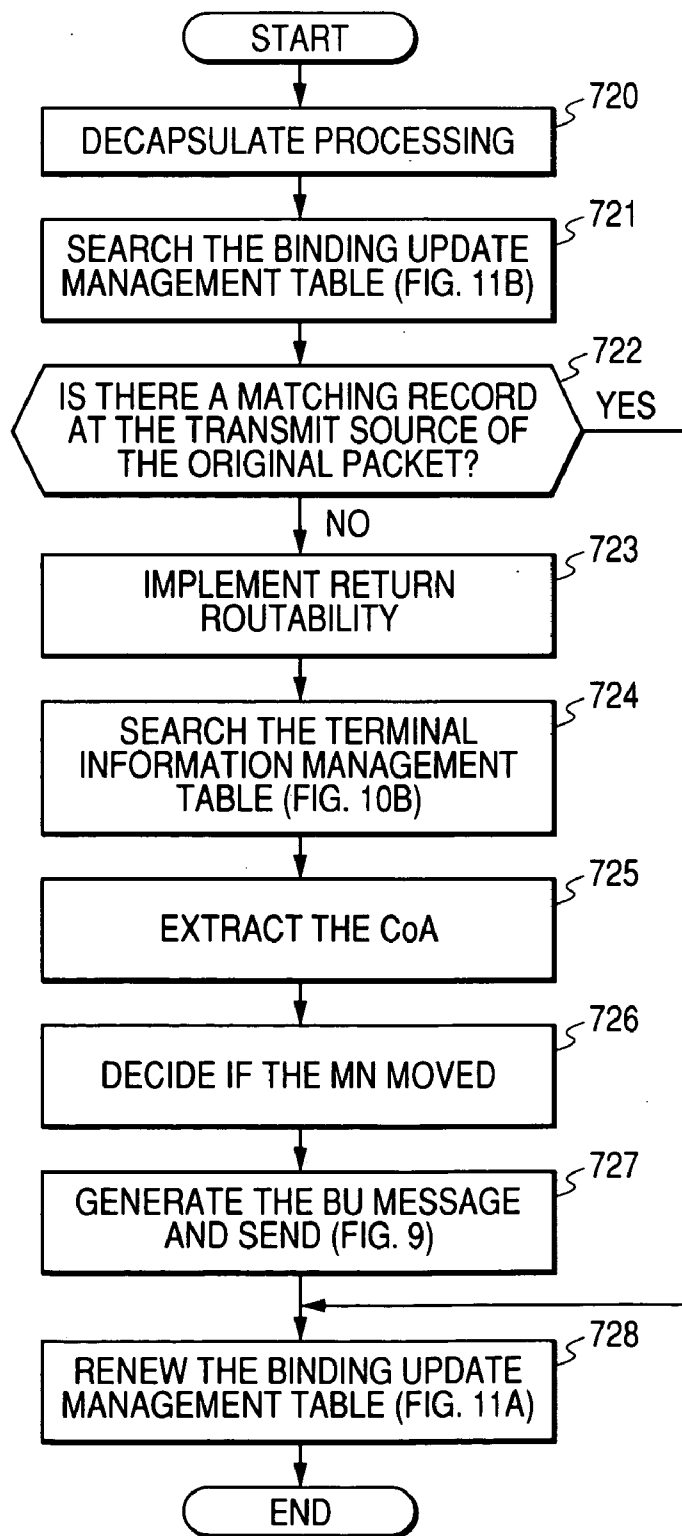 START
720
DECAPSULATE PROCESSING
721
SEARCH THE BINDING UPDATE
MANAGEMENT TABLE (FIG. 11B)
722
IS THERE A MATCHING RECORD
AT THE TRANSMIT SOURCE OF
THE ORIGINAL PACKET?
YES
NO
723
IMPLEMENT RETURN
ROUTABILITY
724
SEARCH THE TERMINAL
INFORMATION MANAGEMENT
TABLE (FIG. 10B)
725
EXTRACT THE CoA
726
DECIDE IF THE MN MOVED
727
GENERATE THE BU MESSAGE
AND SEND (FIG. 9)
728
RENEW THE BINDING UPDATE
MANAGEMENT TABLE (FIG. 11A)
END